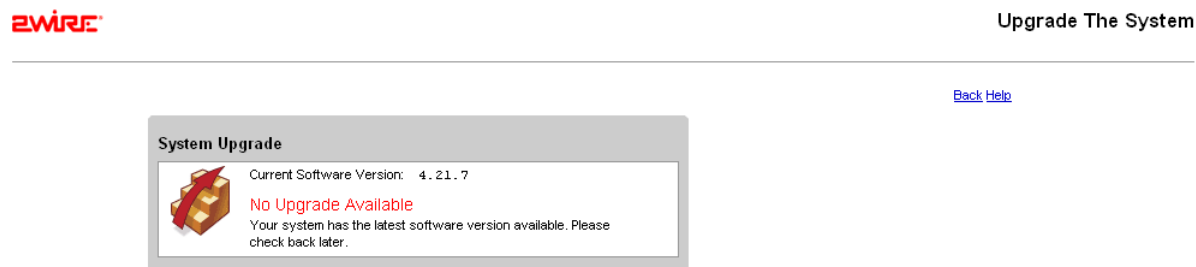 2WIRE
Upgrade The System
Back Help
System Upgrade
Current Software Version: 4.21.7
No Upgrade Available
Your system has the latest software version available. Please
check back later.